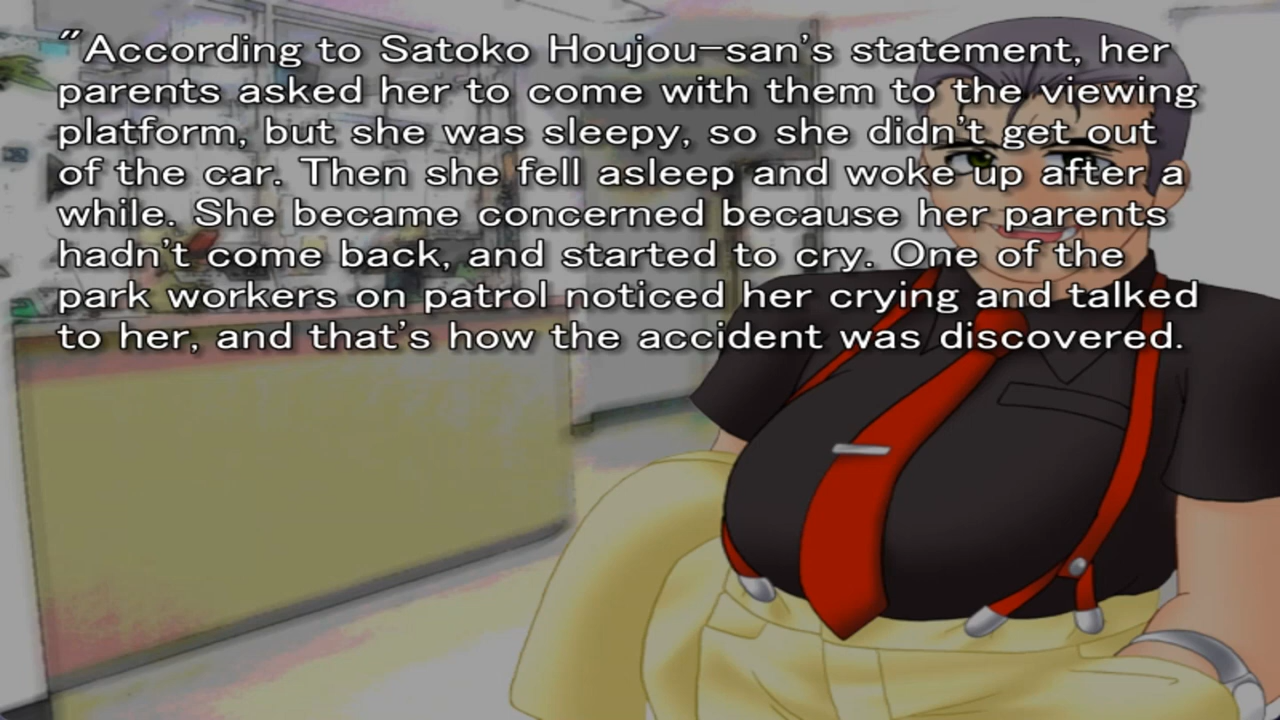 "According to Satoko Houjou-san's statement, her
parents asked her to come with them to the viewing
platform, but she was sleepy, so she didn't get out
of the car. Then she fell asleep and woke up after a
while. She became concerned because her parents
hadn't come back, and started to cry. One of the
park workers on patrol noticed her crying and talked
to her, and that's how the accident was discovered.